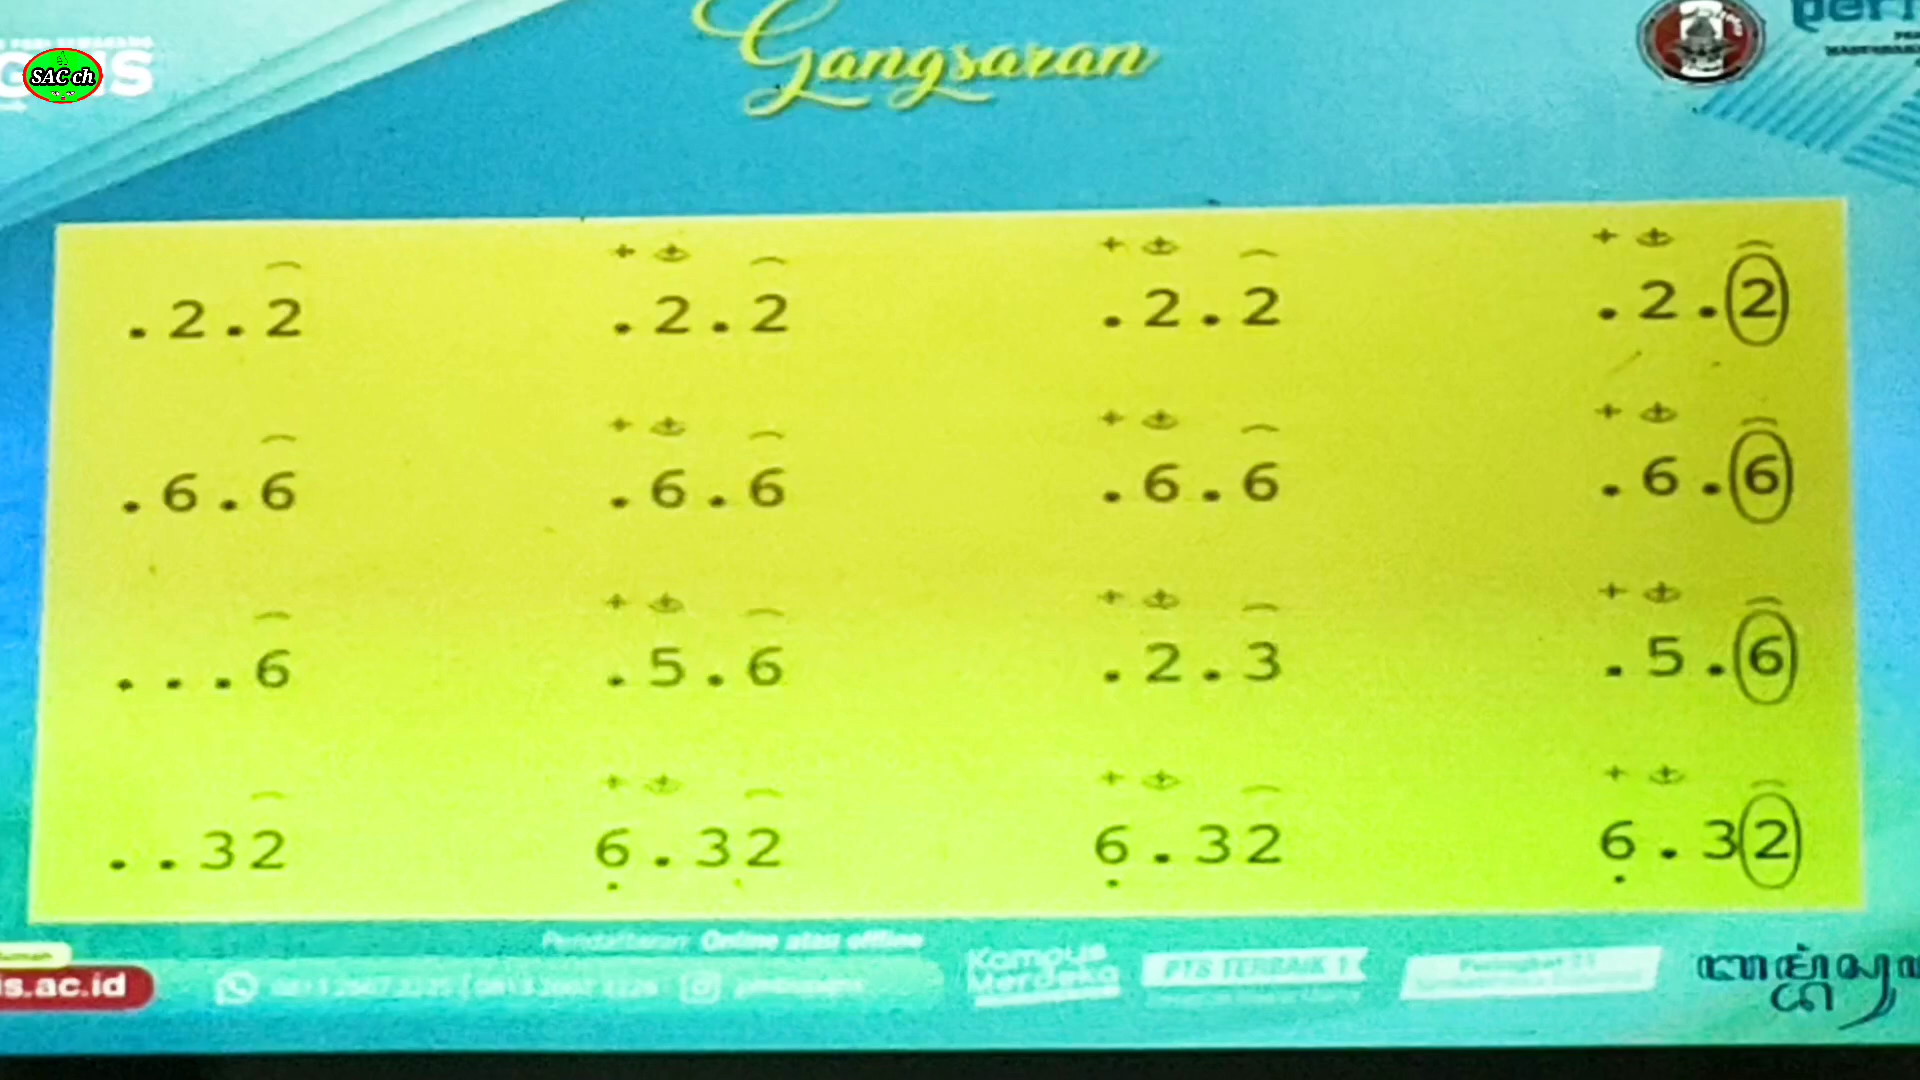 SAC ch
Gangsaran
.2.2 .2.2 .2.2 .2.2
.6.6 .6.6 .6.6 .6.6
...6 .5.6 .2.3 .5.6
..32 6.32 6.32 6.32
Pendaftaran Online atau offline
Kampus
Merdeka
PTS TERBAIK 1
is.ac.id